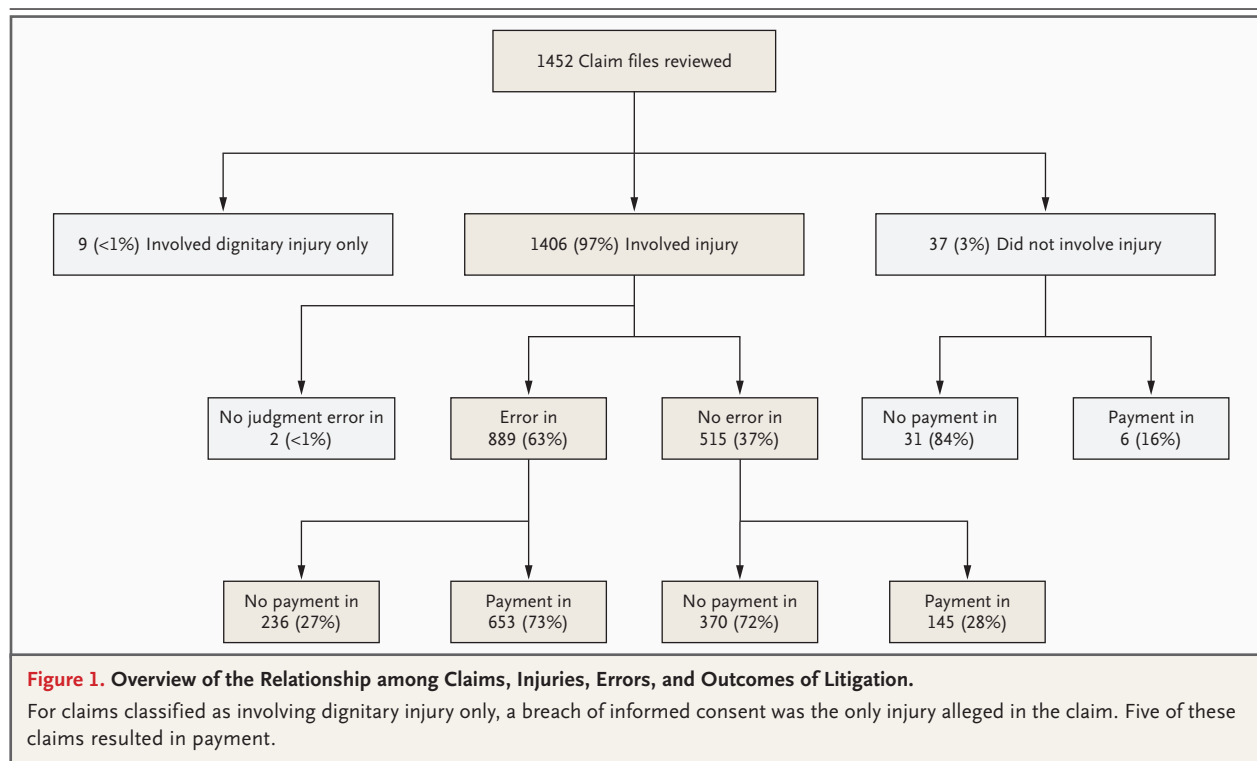 1452 Claim files reviewed
9 (<1%) Involved dignitary injury only
1406 (97%) Involved injury
37 (3%) Did not involve injury
No judgment error in
2 (<1%)
Error in
889 (63%)
No error in
515 (37%)
No payment in
31 (84%)
Payment in
6 (16%)
No payment in
236 (27%)
Payment in
653 (73%)
No payment in
370 (72%)
Payment in
145 (28%)
Figure 1. Overview of the Relationship among Claims, Injuries, Errors, and Outcomes of Litigation.
For claims classified as involving dignitary injury only, a breach of informed consent was the only injury alleged in the claim. Five of these
claims resulted in payment.